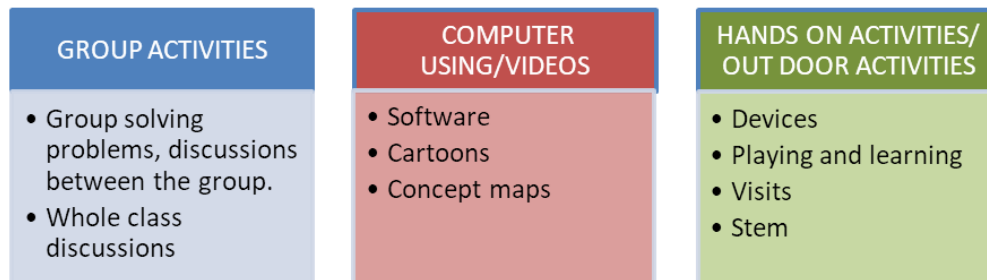 GROUP ACTIVITIES
• Group solving
problems, discussions
between the group.
• Whole class
discussions
COMPUTER
USING/VIDEOS
• Software
• Cartoons
• Concept maps
HANDS ON ACTIVITIES/
OUT DOOR ACTIVITIES
• Devices
• Playing and learning
• Visits
• Stem